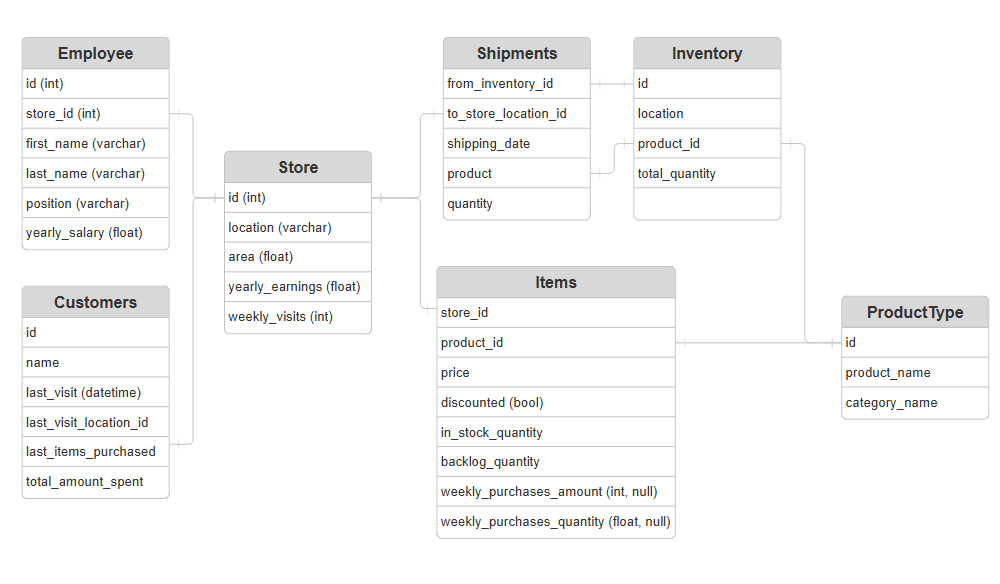 Employee
id (int)
store_id (int)
first_name (varchar)
last_name (varchar)
position (varchar)
yearly_salary (float)
Customers
id
name
last_visit (datetime)
last_visit_location_id
last_items_purchased
total_amount_spent
Store
id (int)
location (varchar)
area (float)
yearly_earnings (float)
weekly_visits (int)
Shipments
from_inventory_id
to_store_location_id
shipping_date
product
quantity
Inventory
id
location
product_id
total_quantity
Items
store_id
product_id
price
discounted (bool)
in_stock_quantity
backlog_quantity
weekly_purchases_amount (int, null)
weekly_purchases_quantity (float, null)
ProductType
id
product_name
category_name